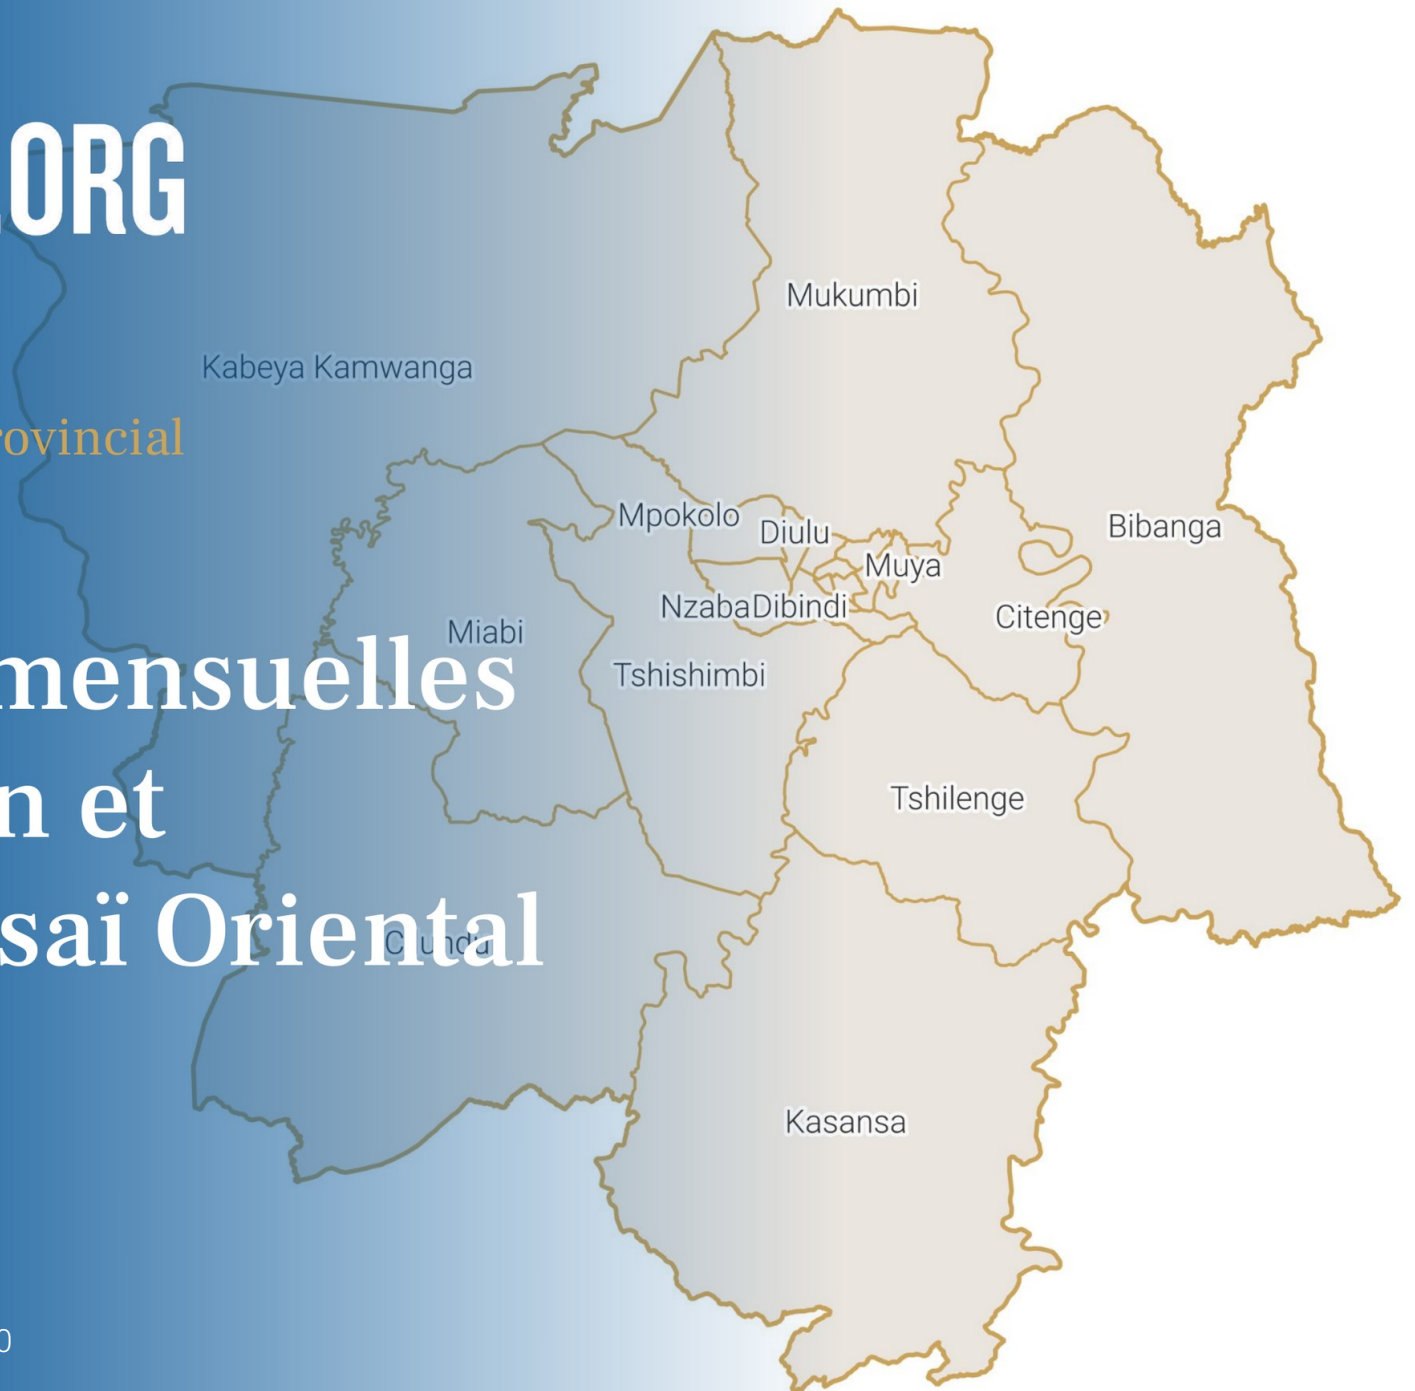 .ORG
Mukumbi
Kabeya Kamwanga
rovincial
Mpokolo
Diulu
Bibanga
Muya
NzabaDibindi
Citenge
Miabi
mensuelles
Tshishimbi
n et
Tshilenge
saï Oriental
Kasansa
0